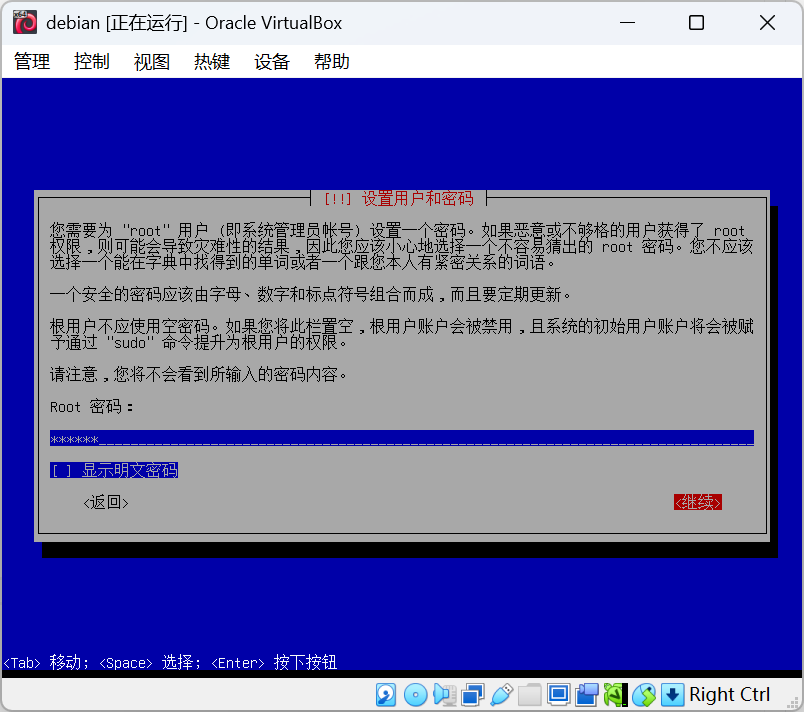 debian [正在运行] - Oracle VirtualBox
管理 控制 视图 热键 设备 帮助
[!!] 设置用户和密码
您需要为 "root" 用户 (即系统管理员帐号) 设置一个密码。如果恶意或不够格的用户获得了 root
权限,则可能会导致灾难性的结果,因此您应该小心地选择一个不容易猜出的 root 密码。您不应该
选择一个能在字典中找得到的单词或者一个跟您本人有紧密关系的词语。
一个安全的密码应该由字母、数字和标点符号组合而成,而且要定期更新。
根用户不应使用空密码。如果您将此栏置空,根用户账户会被禁用,且系统的初始用户账户将会被赋
予通过 "sudo" 命令提升为根用户的权限。
请注意,您将不会看到所输入的密码内容。
Root 密码:
******
[ ] 显示明文密码
<返回> <继续>
<Tab> 移动; <Space> 选择; <Enter> 按下按钮
Right Ctrl